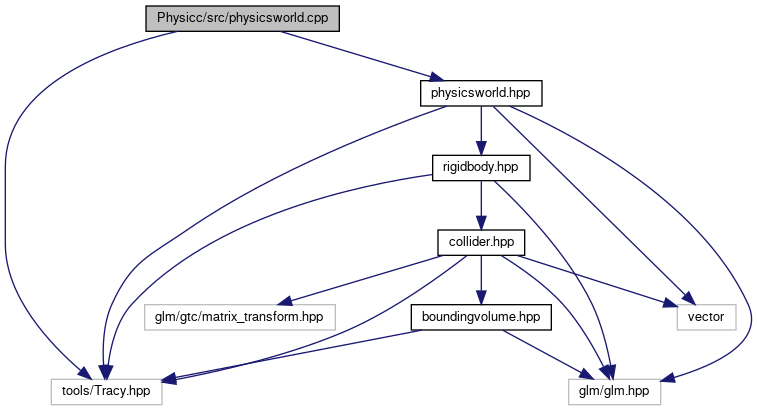 Physicc/src/physicsworld.cpp
physicsworld.hpp
rigidbody.hpp
collider.hpp
glm/gtc/matrix_transform.hpp
boundingvolume.hpp
vector
tools/Tracy.hpp
glm/glm.hpp